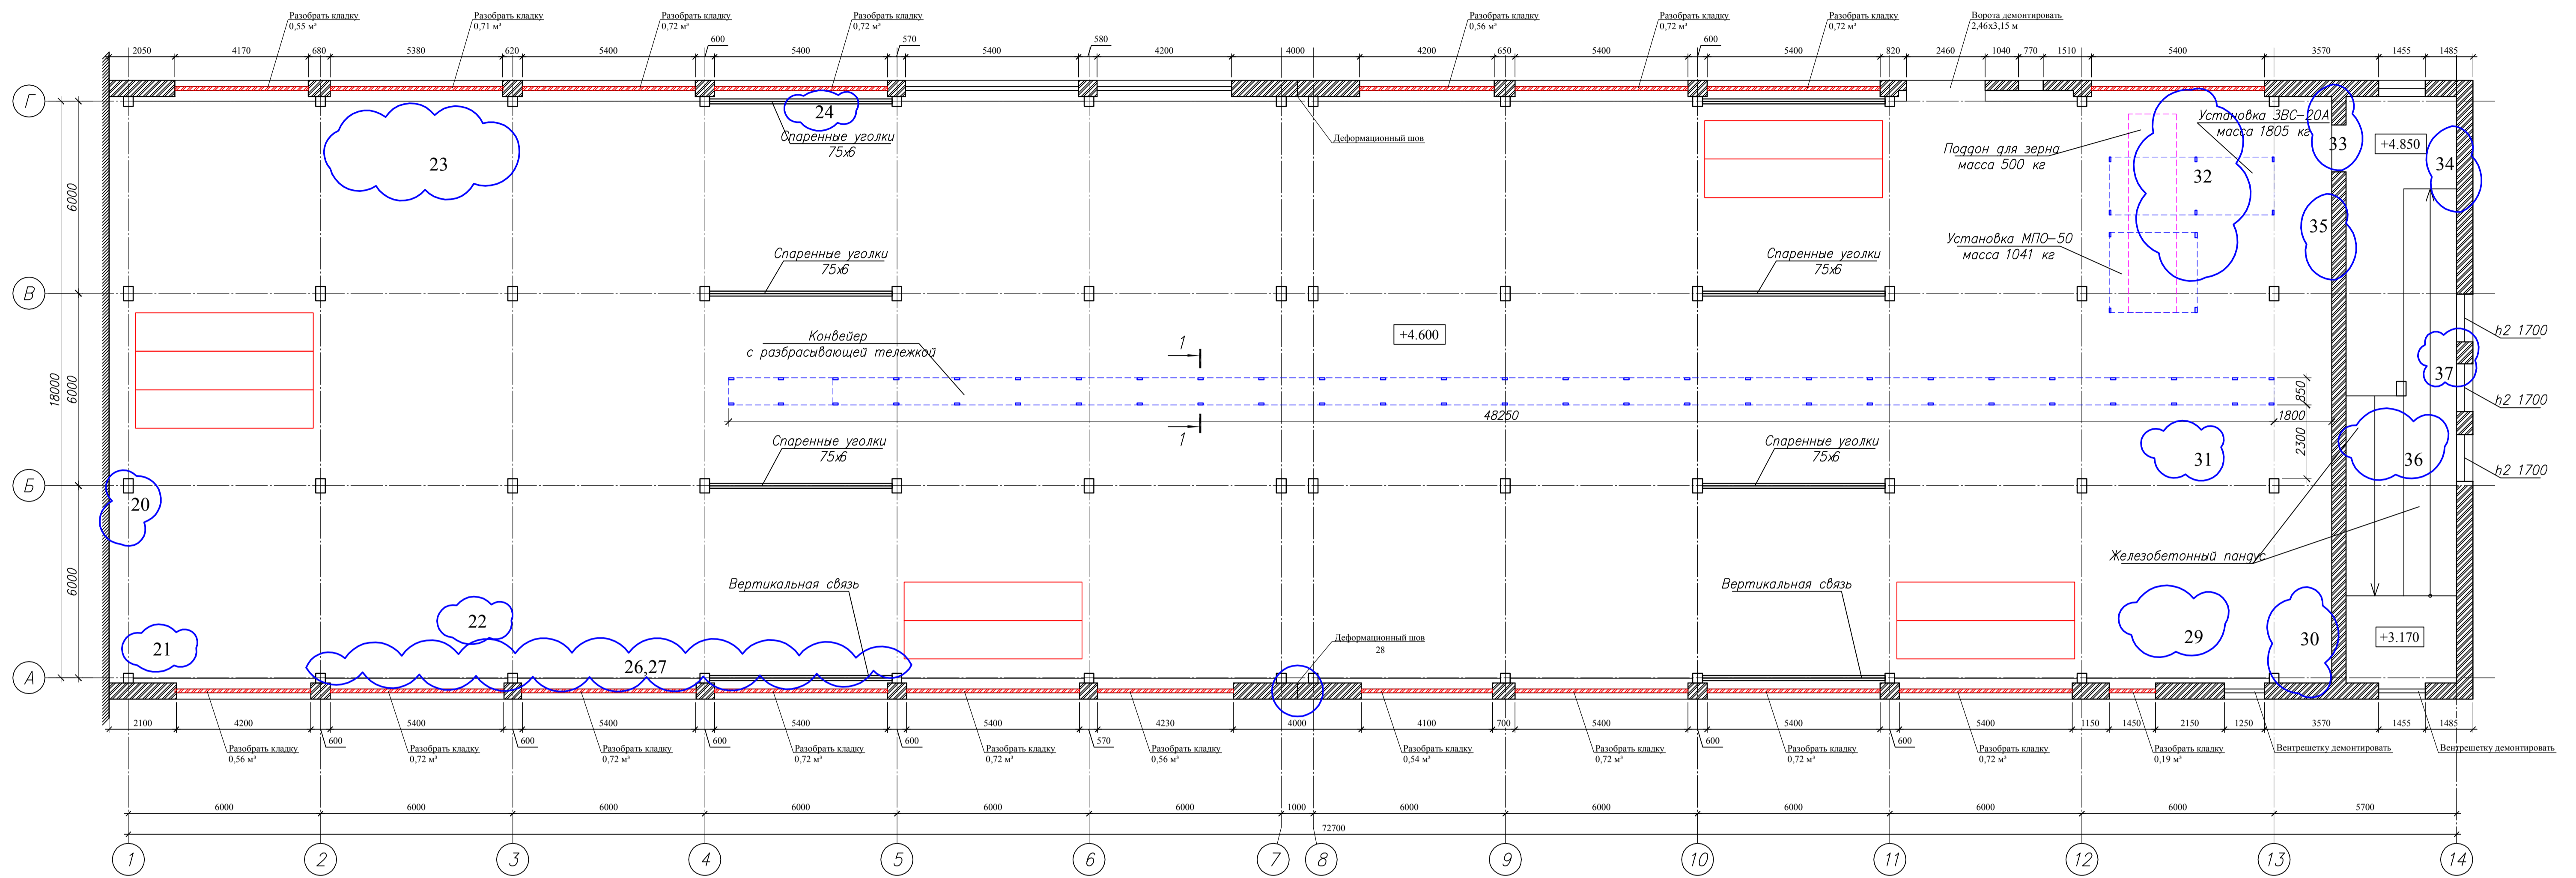 Разобрать кладку
0,55 м³
Разобрать кладку
0,71 м³
Разобрать кладку
0,72 м³
Разобрать кладку
0,72 м³
Разобрать кладку
0,56 м³
Разобрать кладку
0,72 м³
Разобрать кладку
0,72 м³
Ворота демонтировать
2,46х3,15 м
600 570 580 600
2050 4170 680 5380 620 5400 5400 5400 4200 4000 4200 650 5400 5400 820 2460 1040 770 1510 5400 3570 1455 1485
Г
24
Спаренные уголки
75х6
Деформационный шов
23
Установка ЗВС-20А
масса 1805 кг
Поддон для зерна
масса 500 кг
32
33
+4.850
34
6000
35
Установка МПО-50
масса 1041 кг
Спаренные уголки
75х6
Спаренные уголки
75х6
В
Конвейер
с разбрасывающей тележкой
1
+4.600
h2 1700
37
18000
6000
850
h2 1700
48250
1800
1
2300
Спаренные уголки
75х6
Спаренные уголки
75х6
31
36
h2 1700
Б
20
Железобетонный пандус
6000
Вертикальная связь
Вертикальная связь
22
21
26,27
Деформационный шов
28
29
30
+3.170
А
2100 4200 5400 5400 5400 5400 4230 4000 4100 700 5400 5400 5400 1150 1450 2150 1250 3570 1455 1485
600 600 600 600 570 600 600
Разобрать кладку
0,56 м³
Разобрать кладку
0,72 м³
Разобрать кладку
0,72 м³
Разобрать кладку
0,72 м³
Разобрать кладку
0,72 м³
Разобрать кладку
0,56 м³
Разобрать кладку
0,54 м³
Разобрать кладку
0,72 м³
Разобрать кладку
0,72 м³
Разобрать кладку
0,72 м³
Разобрать кладку
0,19 м³
Вентрешетку демонтировать
Вентрешетку демонтировать
6000 6000 6000 6000 6000 6000 1000 6000 6000 6000 6000 6000 5700
72700
1 2 3 4 5 6 7 8 9 10 11 12 13 14